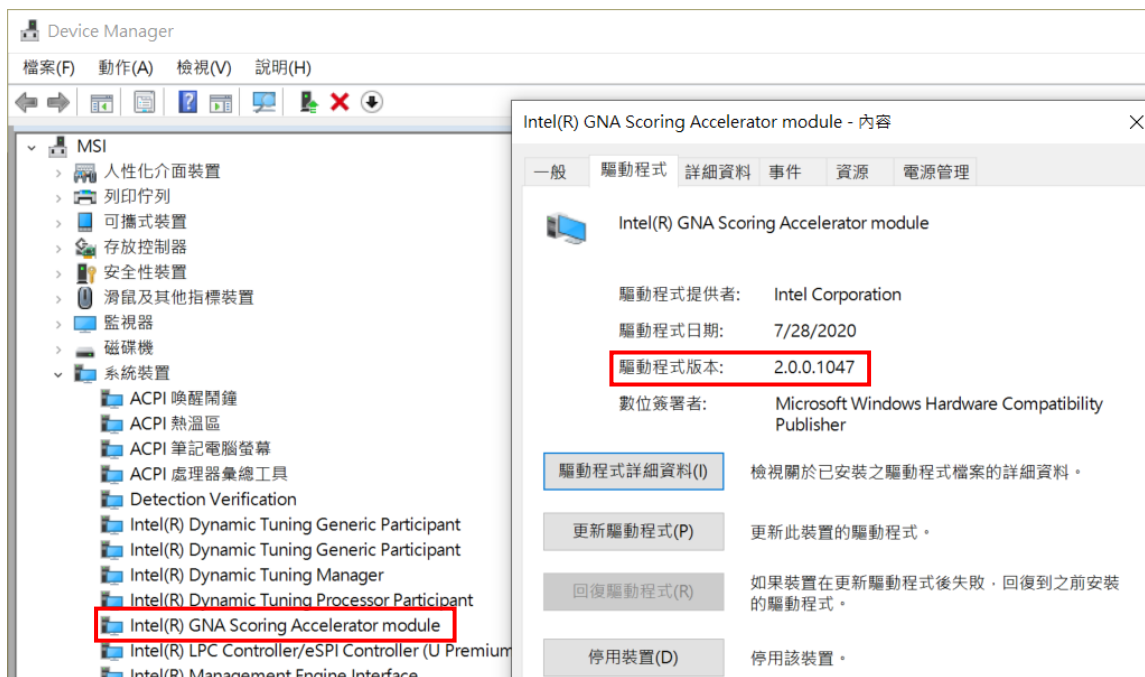 Device Manager
檔案(F) 動作(A) 檢視(V) 說明(H)
MSI
人性化介面裝置
列印佇列
可攜式裝置
存放控制器
安全性裝置
滑鼠及其他指標裝置
監視器
磁碟機
系統裝置
ACPI 喚醒鬧鐘
ACPI 熱溫區
ACPI 筆記電腦螢幕
ACPI 處理器彙總工具
Detection Verification
Intel(R) Dynamic Tuning Generic Participant
Intel(R) Dynamic Tuning Generic Participant
Intel(R) Dynamic Tuning Manager
Intel(R) Dynamic Tuning Processor Participant
Intel(R) GNA Scoring Accelerator module
Intel(R) LPC Controller/eSPI Controller (U Premium
Intel(R) Management Engine Interface
Intel(R) GNA Scoring Accelerator module - 內容
一般 驅動程式 詳細資料 事件 資源 電源管理
Intel(R) GNA Scoring Accelerator module
驅動程式提供者: Intel Corporation
驅動程式日期: 7/28/2020
驅動程式版本: 2.0.0.1047
數位簽署者: Microsoft Windows Hardware Compatibility
Publisher
驅動程式詳細資料(I) 檢視關於已安裝之驅動程式檔案的詳細資料。
更新驅動程式(P) 更新此裝置的驅動程式。
回復驅動程式(R) 如果裝置在更新驅動程式後失敗，回復到之前安裝
的驅動程式。
停用裝置(D) 停用該裝置。